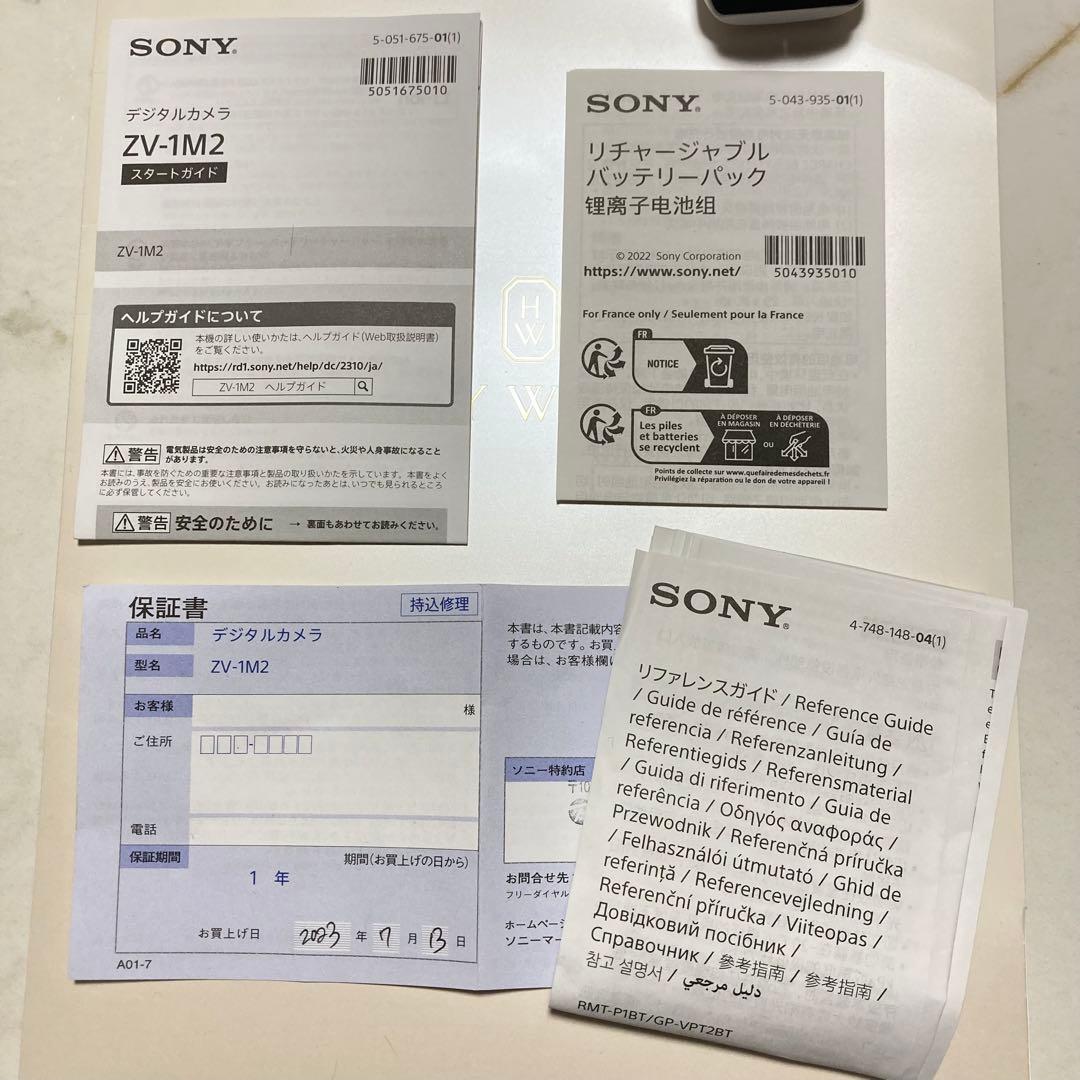 SONY®
5-051-675-01(1)
5051675010
デジタルカメラ
ZV-1M2
スタートガイド
ZV-1M2
ヘルプガイドについて
本機の詳しい使いかたは、ヘルプガイド(Web取扱説明書)
をご覧ください。
https://rd1.sony.net/help/dc/2310/ja/
ZV-1M2 ヘルプガイド
警告
電気製品は安全のための注意事項を守らないと、火災や人身事故になること
があります。
本書には、事故を防ぐための重要な注意事項と製品の取り扱いかたを示しています。本書をよく
お読みのうえ、製品を安全にお使いください。お読みになったあとは、いつでも見られるところ
に必ず保管してください。
警告 安全のために → 裏面もあわせてお読みください。
SONY®
5-043-935-01(1)
リチャージャブル
バッテリーパック
锂离子电池组
© 2022 Sony Corporation
https://www.sony.net/
5043935010
For France only / Seulement pour la France
FR
NOTICE
FR
Les piles
et batteries
se recyclent
À DÉPOSER
EN MAGASIN
OU
À DÉPOSER
EN DÉCHÈTERIE
Points de collecte sur www.quefairedemesdechets.fr
Privilégiez la réparation ou le don de votre appareil !
H
W
Y W
保証書
持込修理
品名
デジタルカメラ
型名
ZV-1M2
お客様
様
ご住所
電話
保証期間
期間(お買上げの日から)
1 年
お買上げ日 2023 年 7 月 13 日
A01-7
本書は、本書記載内容
するものです。お買
場合は、お客様欄に
ソニー特約店
〒10
お問合せ先
フリーダイヤル
ホームページ
ソニーマー
SONY®
4-748-148-04(1)
リファレンスガイド / Reference Guide
/ Guide de référence / Guía de
referencia / Referenzanleitung /
Referentiegids / Referensmaterial
/ Guida di riferimento / Guia de
referência / Οδηγός αναφοράς /
Przewodnik / Referenčná príručka
/ Felhasználói útmutató / Ghid de
referință / Referencevejledning /
Referenční příručka / Viiteopas /
Довідковий посібник /
Справочник / 參考指南 / 参考指南 /
참고 설명서 / دليل مرجعي
RMT-P1BT/GP-VPT2BT